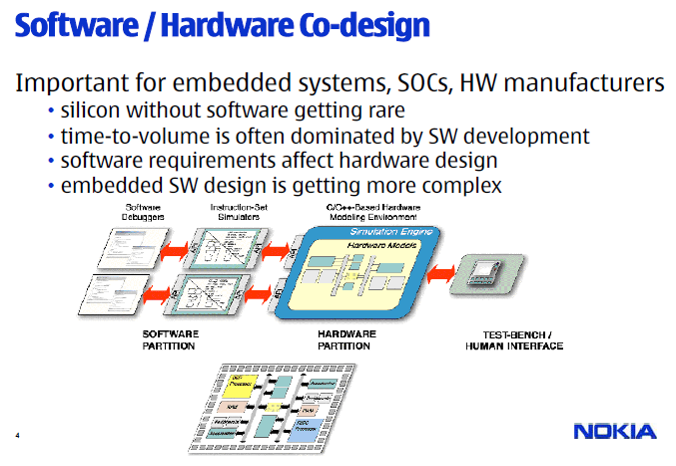 Software / Hardware Co-design
Important for embedded systems, SOCs, HW manufacturers
• silicon without software getting rare
• time-to-volume is often dominated by SW development
• software requirements affect hardware design
• embedded SW design is getting more complex
Software Debuggers
Instruction-Set Simulators
C/C++-Based Hardware Modeling Environment
Simulation Engine
Hardware Models
SOFTWARE PARTITION
HARDWARE PARTITION
TEST-BENCH / HUMAN INTERFACE
4
NOKIA